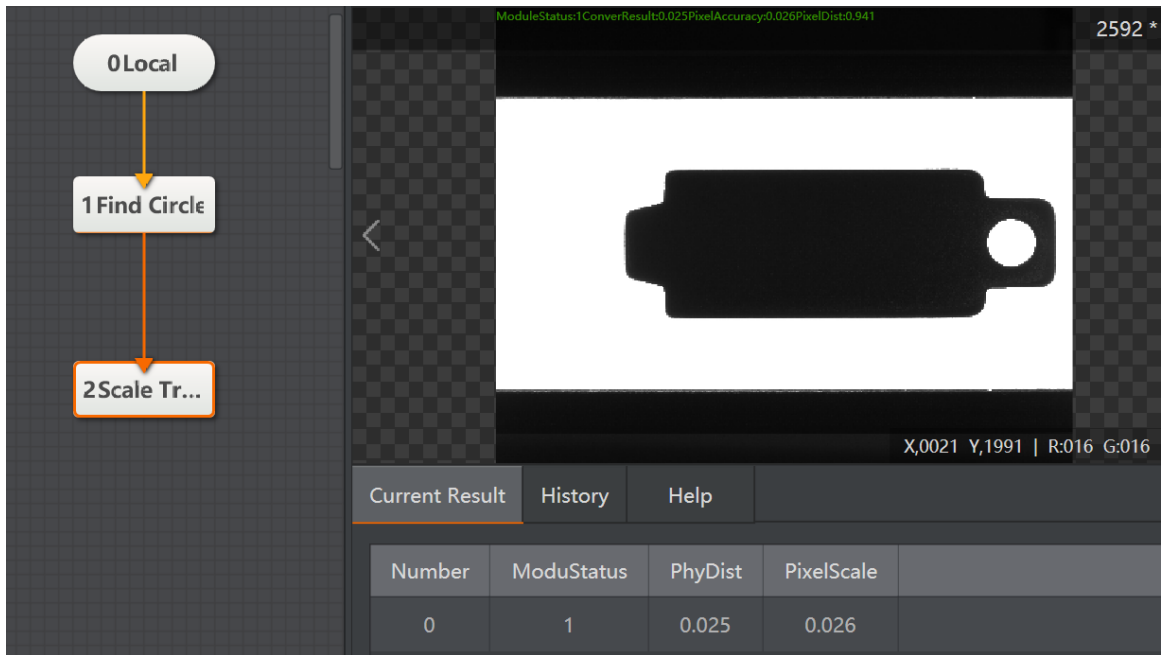 0Local
1Find Circle
2Scale Tr...
ModuleStatus:1ConverResult:0.025PixelAccuracy:0.026PixelDist:0.941
2592 *
X,0021 Y,1991 | R:016 G:016
Current Result History Help
Number ModuStatus PhyDist PixelScale
0 1 0.025 0.026